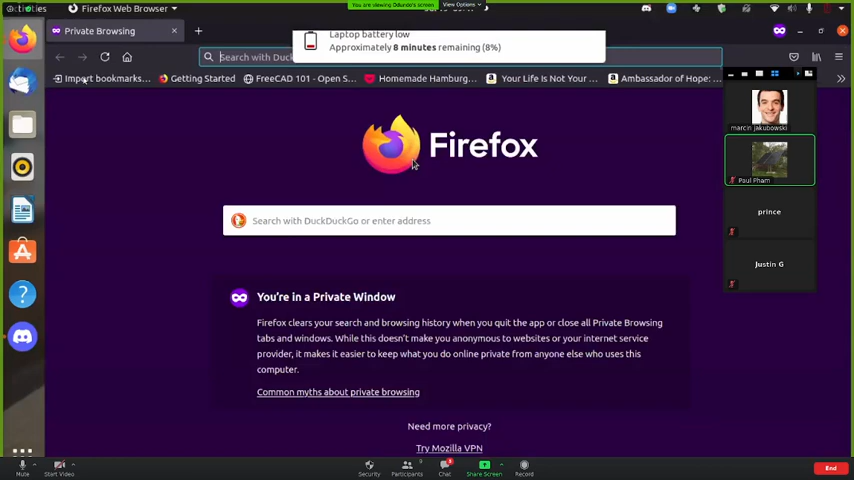 You are viewing Odundo's screen
View Options
Firefox Web Browser
Private Browsing
Laptop battery low
Approximately 8 minutes remaining (8%)
Search with Duck
Import bookmarks...
Getting Started
FreeCAD 101 - Open S...
Homemade Hamburg...
Your Life Is Not Your ...
Ambassador of Hope: ...
Firefox
Search with DuckDuckGo or enter address
You're in a Private Window
Firefox clears your search and browsing history when you quit the app or close all Private Browsing
tabs and windows. While this doesn't make you anonymous to websites or your internet service
provider, it makes it easier to keep what you do online private from anyone else who uses this
computer.
Common myths about private browsing
Need more privacy?
Try Mozilla VPN
marcin jakubowski
Paul Pham
prince
Justin G
Mute
Start Video
Security
Participants
Chat
Share Screen
Record
End